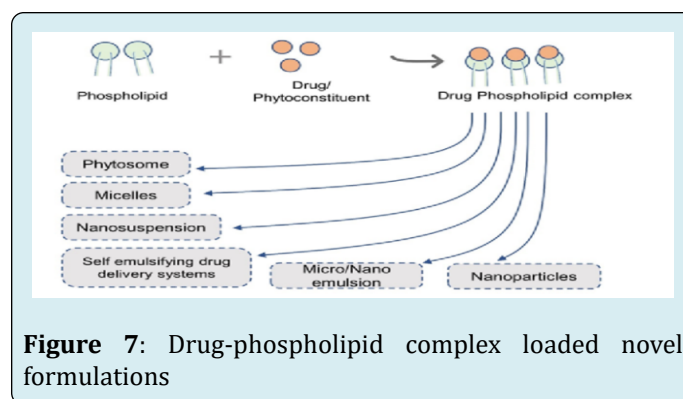 +
Phospholipid
Drug/
Phytoconstituent
Drug Phospholipid complex
Phytosome
Micelles
Nanosuspension
Self emulsifying drug
delivery systems
Micro/Nano
emulsion
Nanoparticles
Figure 7: Drug-phospholipid complex loaded novel
formulations